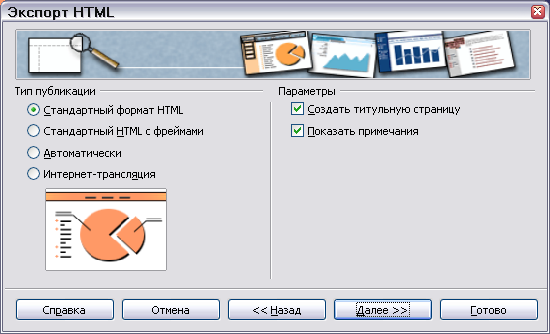 Экспорт HTML
Тип публикации
Стандартный формат HTML
Стандартный HTML с фреймами
Автоматически
Интернет-трансляция
Параметры
Создать титульную страницу
Показать примечания
Справка
Отмена
<< Назад
Далее >>
Готово